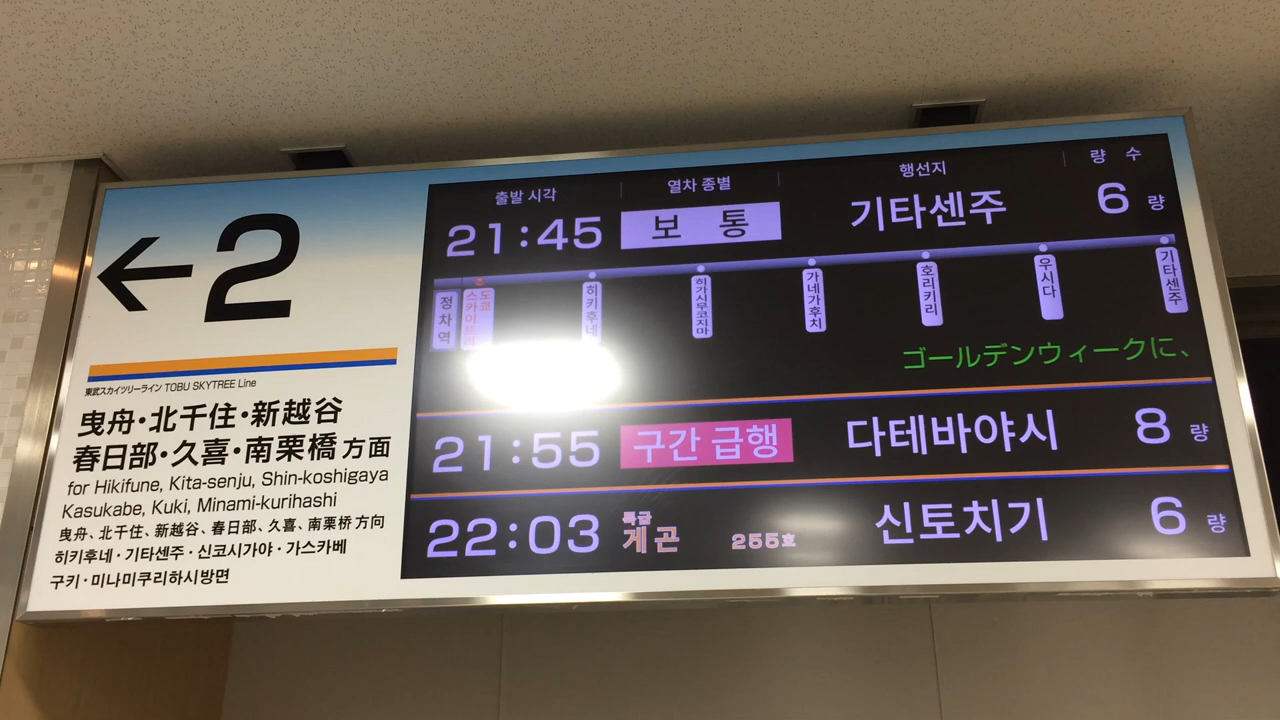 ←2
東武スカイツリーライン TOBU SKYTREE Line
曳舟・北千住・新越谷
春日部・久喜・南栗橋方面
for Hikifune, Kita-senju, Shin-koshigaya
Kasukabe, Kuki, Minami-kurihashi
曳舟、北千住、新越谷、春日部、久喜、南栗桥方向
히키후네・기타센주・신코시가야・가스카베
구키・미나미쿠리하시방면
출발 시각 열차 종별 행선지 량 수
21:45 보통 기타센주 6 량
정차역 도쿄스카이트리 히키후네 히가시무코지마 가네가후치 호리키리 우시다 기타센주
ゴールデンウィークに、
21:55 구간 급행 다테바야시 8 량
22:03 특급 게곤 255호 신토치기 6 량